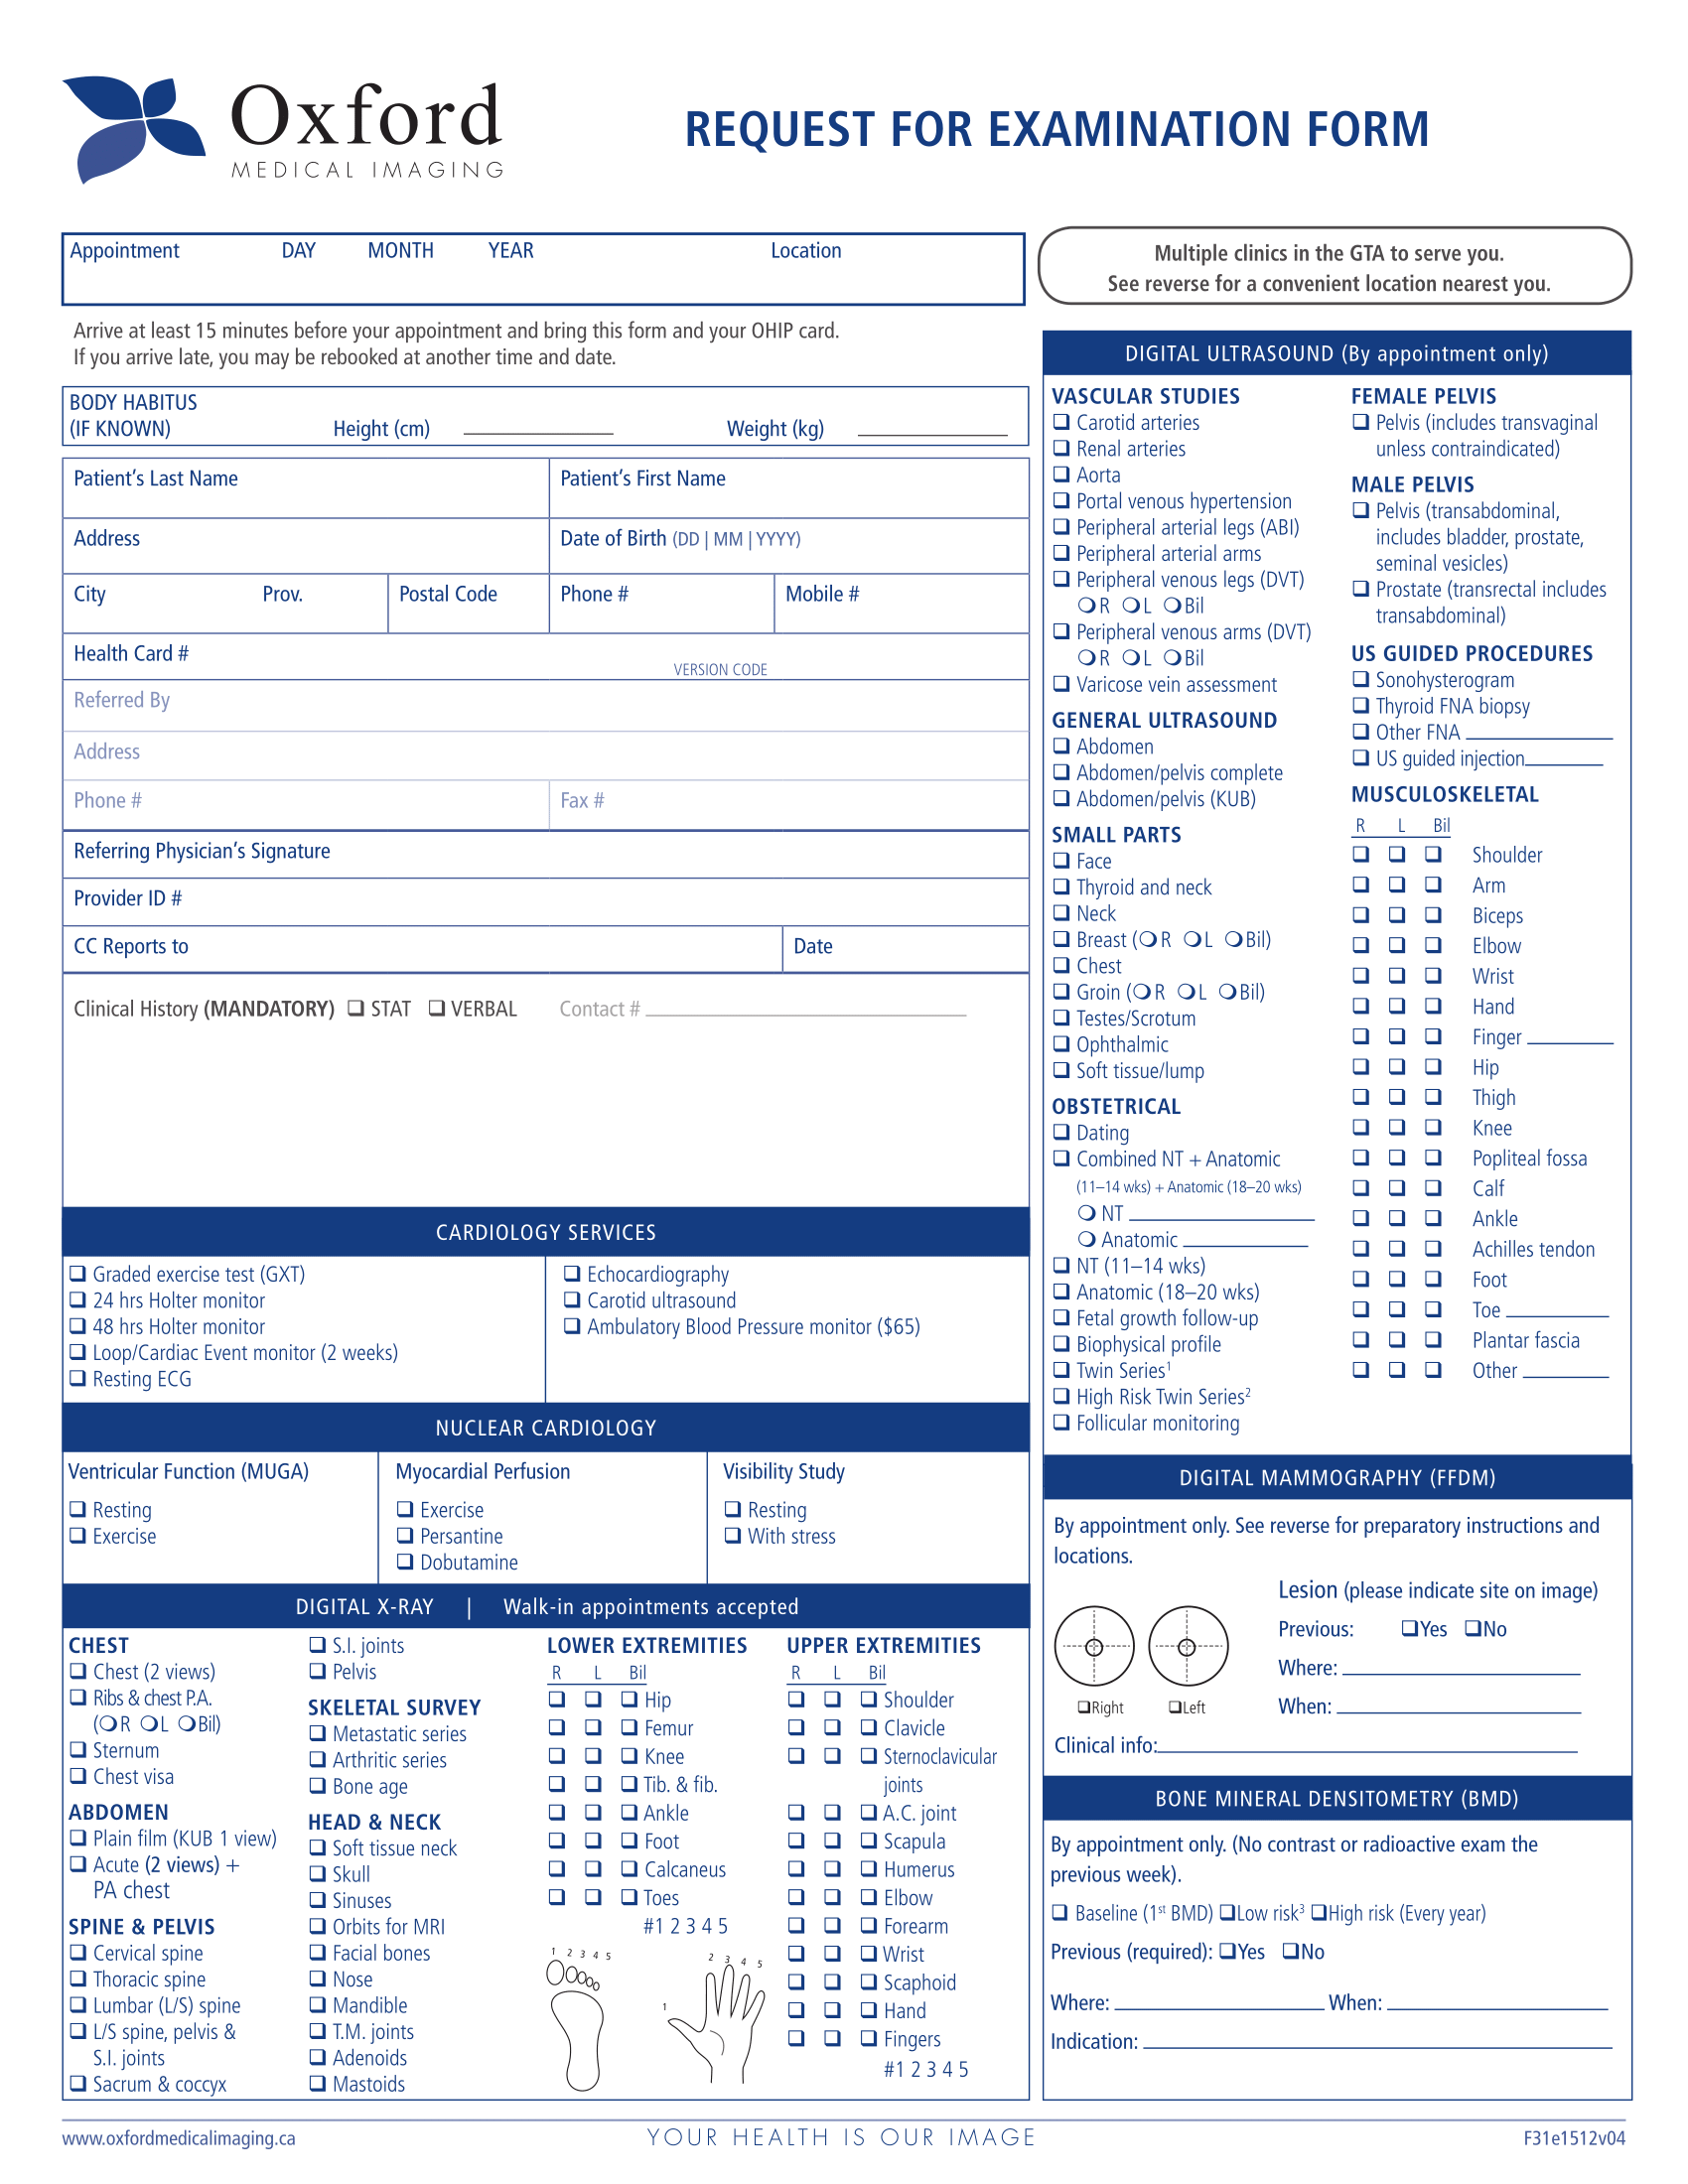 Oxford
MEDICAL IMAGING
REQUEST FOR EXAMINATION FORM
Appointment DAY MONTH YEAR Location
Multiple clinics in the GTA to serve you.
See reverse for a convenient location nearest you.
Arrive at least 15 minutes before your appointment and bring this form and your OHIP card.
If you arrive late, you may be rebooked at another time and date.
BODY HABITUS
(IF KNOWN) Height (cm) Weight (kg)
Patient's Last Name Patient's First Name
Address Date of Birth (DD | MM | YYYY)
City Prov. Postal Code Phone # Mobile #
Health Card # VERSION CODE
Referred By
Address
Phone # Fax #
Referring Physician's Signature
Provider ID #
CC Reports to Date
Clinical History (MANDATORY) ❑ STAT ❑ VERBAL Contact #
CARDIOLOGY SERVICES
❑ Graded exercise test (GXT)
❑ 24 hrs Holter monitor
❑ 48 hrs Holter monitor
❑ Loop/Cardiac Event monitor (2 weeks)
❑ Resting ECG
❑ Echocardiography
❑ Carotid ultrasound
❑ Ambulatory Blood Pressure monitor ($65)
NUCLEAR CARDIOLOGY
Ventricular Function (MUGA)
❑ Resting
❑ Exercise
Myocardial Perfusion
❑ Exercise
❑ Persantine
❑ Dobutamine
Visibility Study
❑ Resting
❑ With stress
DIGITAL X-RAY | Walk-in appointments accepted
CHEST
❑ Chest (2 views)
❑ Ribs & chest P.A.
(❍R ❍L ❍Bil)
❑ Sternum
❑ Chest visa
ABDOMEN
❑ Plain film (KUB 1 view)
❑ Acute (2 views) +
PA chest
SPINE & PELVIS
❑ Cervical spine
❑ Thoracic spine
❑ Lumbar (L/S) spine
❑ L/S spine, pelvis &
S.I. joints
❑ Sacrum & coccyx
❑ S.I. joints
❑ Pelvis
SKELETAL SURVEY
❑ Metastatic series
❑ Arthritic series
❑ Bone age
HEAD & NECK
❑ Soft tissue neck
❑ Skull
❑ Sinuses
❑ Orbits for MRI
❑ Facial bones
❑ Nose
❑ Mandible
❑ T.M. joints
❑ Adenoids
❑ Mastoids
LOWER EXTREMITIES
R L Bil
❑ ❑ ❑ Hip
❑ ❑ ❑ Femur
❑ ❑ ❑ Knee
❑ ❑ ❑ Tib. & fib.
❑ ❑ ❑ Ankle
❑ ❑ ❑ Foot
❑ ❑ ❑ Calcaneus
❑ ❑ ❑ Toes
#1 2 3 4 5
1 2 3 4 5
1 2 3 4 5
UPPER EXTREMITIES
R L Bil
❑ ❑ ❑ Shoulder
❑ ❑ ❑ Clavicle
❑ ❑ ❑ Sternoclavicular
joints
❑ ❑ ❑ A.C. joint
❑ ❑ ❑ Scapula
❑ ❑ ❑ Humerus
❑ ❑ ❑ Elbow
❑ ❑ ❑ Forearm
❑ ❑ ❑ Wrist
❑ ❑ ❑ Scaphoid
❑ ❑ ❑ Hand
❑ ❑ ❑ Fingers
#1 2 3 4 5
DIGITAL ULTRASOUND (By appointment only)
VASCULAR STUDIES
❑ Carotid arteries
❑ Renal arteries
❑ Aorta
❑ Portal venous hypertension
❑ Peripheral arterial legs (ABI)
❑ Peripheral arterial arms
❑ Peripheral venous legs (DVT)
❍R ❍L ❍Bil
❑ Peripheral venous arms (DVT)
❍R ❍L ❍Bil
❑ Varicose vein assessment
GENERAL ULTRASOUND
❑ Abdomen
❑ Abdomen/pelvis complete
❑ Abdomen/pelvis (KUB)
SMALL PARTS
❑ Face
❑ Thyroid and neck
❑ Neck
❑ Breast (❍R ❍L ❍Bil)
❑ Chest
❑ Groin (❍R ❍L ❍Bil)
❑ Testes/Scrotum
❑ Ophthalmic
❑ Soft tissue/lump
OBSTETRICAL
❑ Dating
❑ Combined NT + Anatomic
(11–14 wks) + Anatomic (18–20 wks)
❍ NT
❍ Anatomic
❑ NT (11–14 wks)
❑ Anatomic (18–20 wks)
❑ Fetal growth follow-up
❑ Biophysical profile
❑ Twin Series¹
❑ High Risk Twin Series²
❑ Follicular monitoring
FEMALE PELVIS
❑ Pelvis (includes transvaginal
unless contraindicated)
MALE PELVIS
❑ Pelvis (transabdominal,
includes bladder, prostate,
seminal vesicles)
❑ Prostate (transrectal includes
transabdominal)
US GUIDED PROCEDURES
❑ Sonohysterogram
❑ Thyroid FNA biopsy
❑ Other FNA
❑ US guided injection
MUSCULOSKELETAL
R L Bil
❑ ❑ ❑ Shoulder
❑ ❑ ❑ Arm
❑ ❑ ❑ Biceps
❑ ❑ ❑ Elbow
❑ ❑ ❑ Wrist
❑ ❑ ❑ Hand
❑ ❑ ❑ Finger
❑ ❑ ❑ Hip
❑ ❑ ❑ Thigh
❑ ❑ ❑ Knee
❑ ❑ ❑ Popliteal fossa
❑ ❑ ❑ Calf
❑ ❑ ❑ Ankle
❑ ❑ ❑ Achilles tendon
❑ ❑ ❑ Foot
❑ ❑ ❑ Toe
❑ ❑ ❑ Plantar fascia
❑ ❑ ❑ Other
DIGITAL MAMMOGRAPHY (FFDM)
By appointment only. See reverse for preparatory instructions and
locations.
Lesion (please indicate site on image)
Previous: ❑Yes ❑No
Where:
❑Right ❑Left When:
Clinical info:
BONE MINERAL DENSITOMETRY (BMD)
By appointment only. (No contrast or radioactive exam the
previous week).
❑ Baseline (1st BMD) ❑Low risk³ ❑High risk (Every year)
Previous (required): ❑Yes ❑No
Where: When:
Indication:
www.oxfordmedicalimaging.ca YOUR HEALTH IS OUR IMAGE F31e1512v04